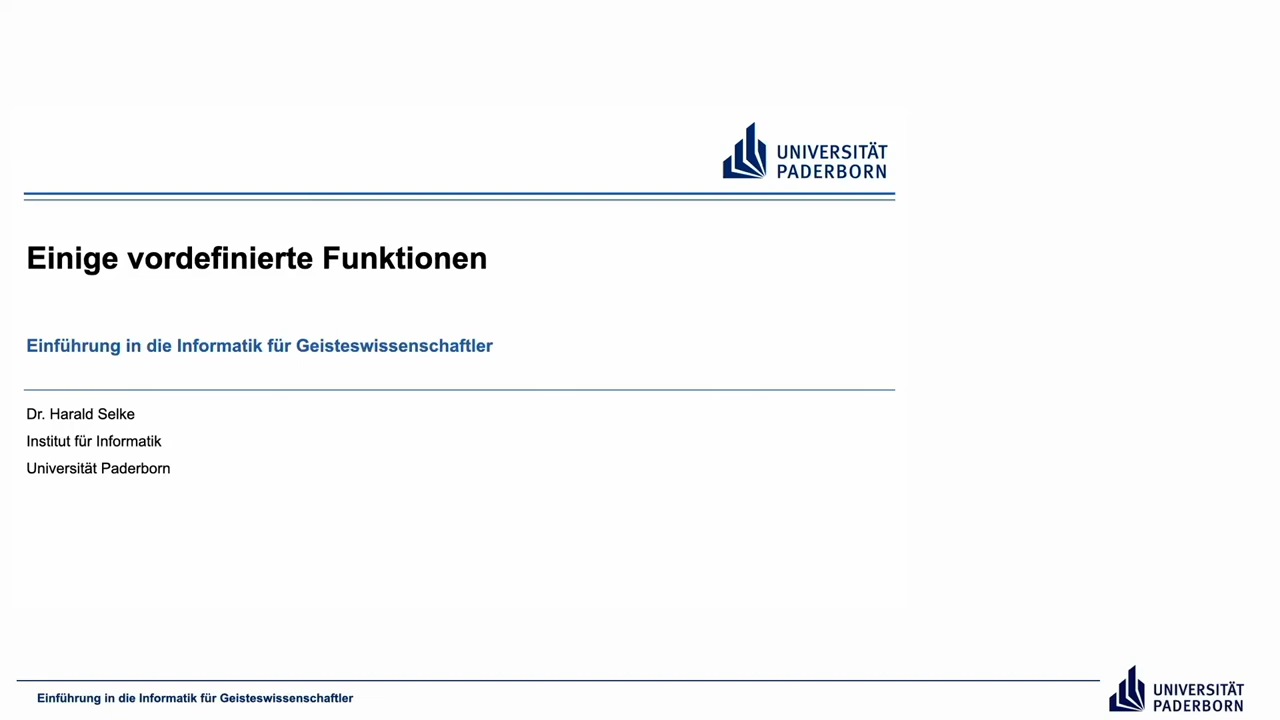 UNIVERSITÄT
PADERBORN
Einige vordefinierte Funktionen
Einführung in die Informatik für Geisteswissenschaftler
Dr. Harald Selke
Institut für Informatik
Universität Paderborn
Einführung in die Informatik für Geisteswissenschaftler
UNIVERSITÄT
PADERBORN